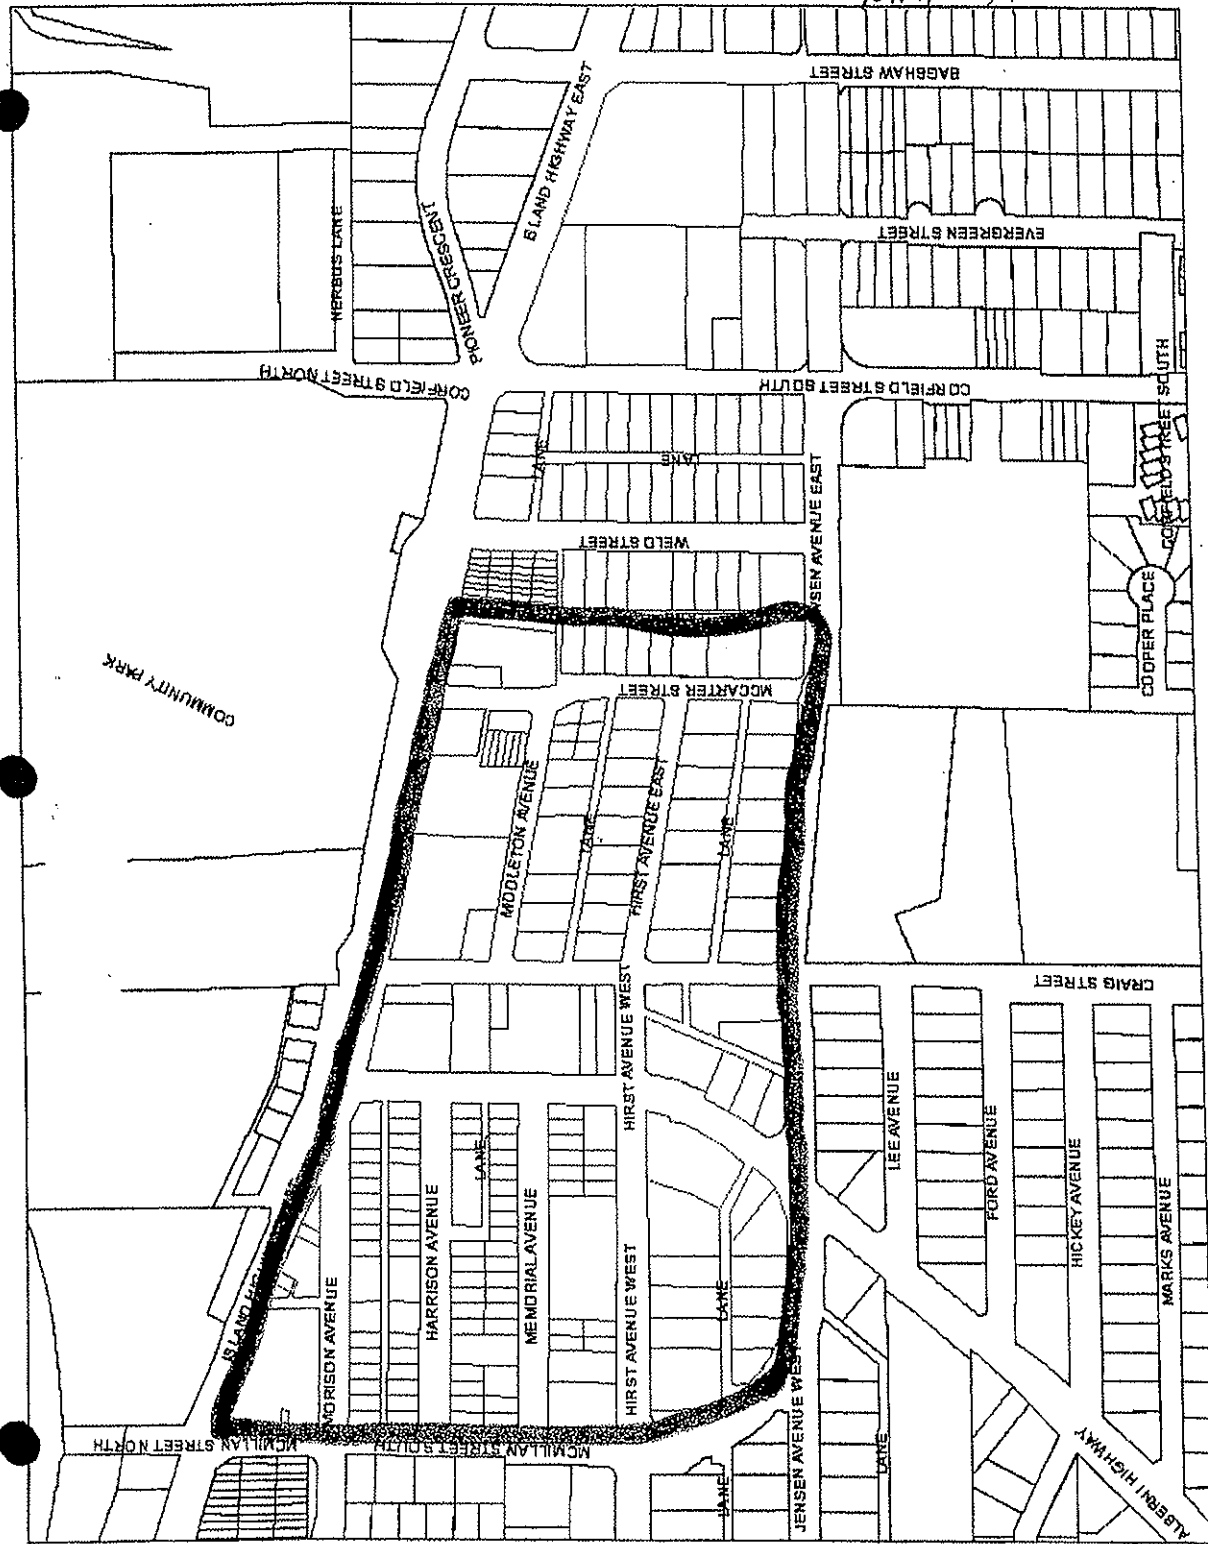 BAGSHAW STREET
ISLAND HIGHWAY EAST
EVERGREEN STREET
NERBUS LANE
PIONEER CRESCENT
CORFIELD STREET NORTH
CORFIELD STREET SOUTH
CORFIELD STREET SOUTH
LANE
LANE
WELD STREET
JENSEN AVENUE EAST
COOPER PLACE
COMMUNITY PARK
MCCARTER STREET
MIDDLETON AVENUE
LANE
HIRST AVENUE EAST
LANE
CRAIG STREET
HIRST AVENUE WEST
LEE AVENUE
FORD AVENUE
HICKEY AVENUE
MARKS AVENUE
LANE
HARRISON AVENUE
MEMORIAL AVENUE
HIRST AVENUE WEST
LANE
MORISON AVENUE
MCMILLAN STREET NORTH
MCMILLAN STREET SOUTH
JENSEN AVENUE WEST
LANE
LANE
ALBERNI HIGHWAY